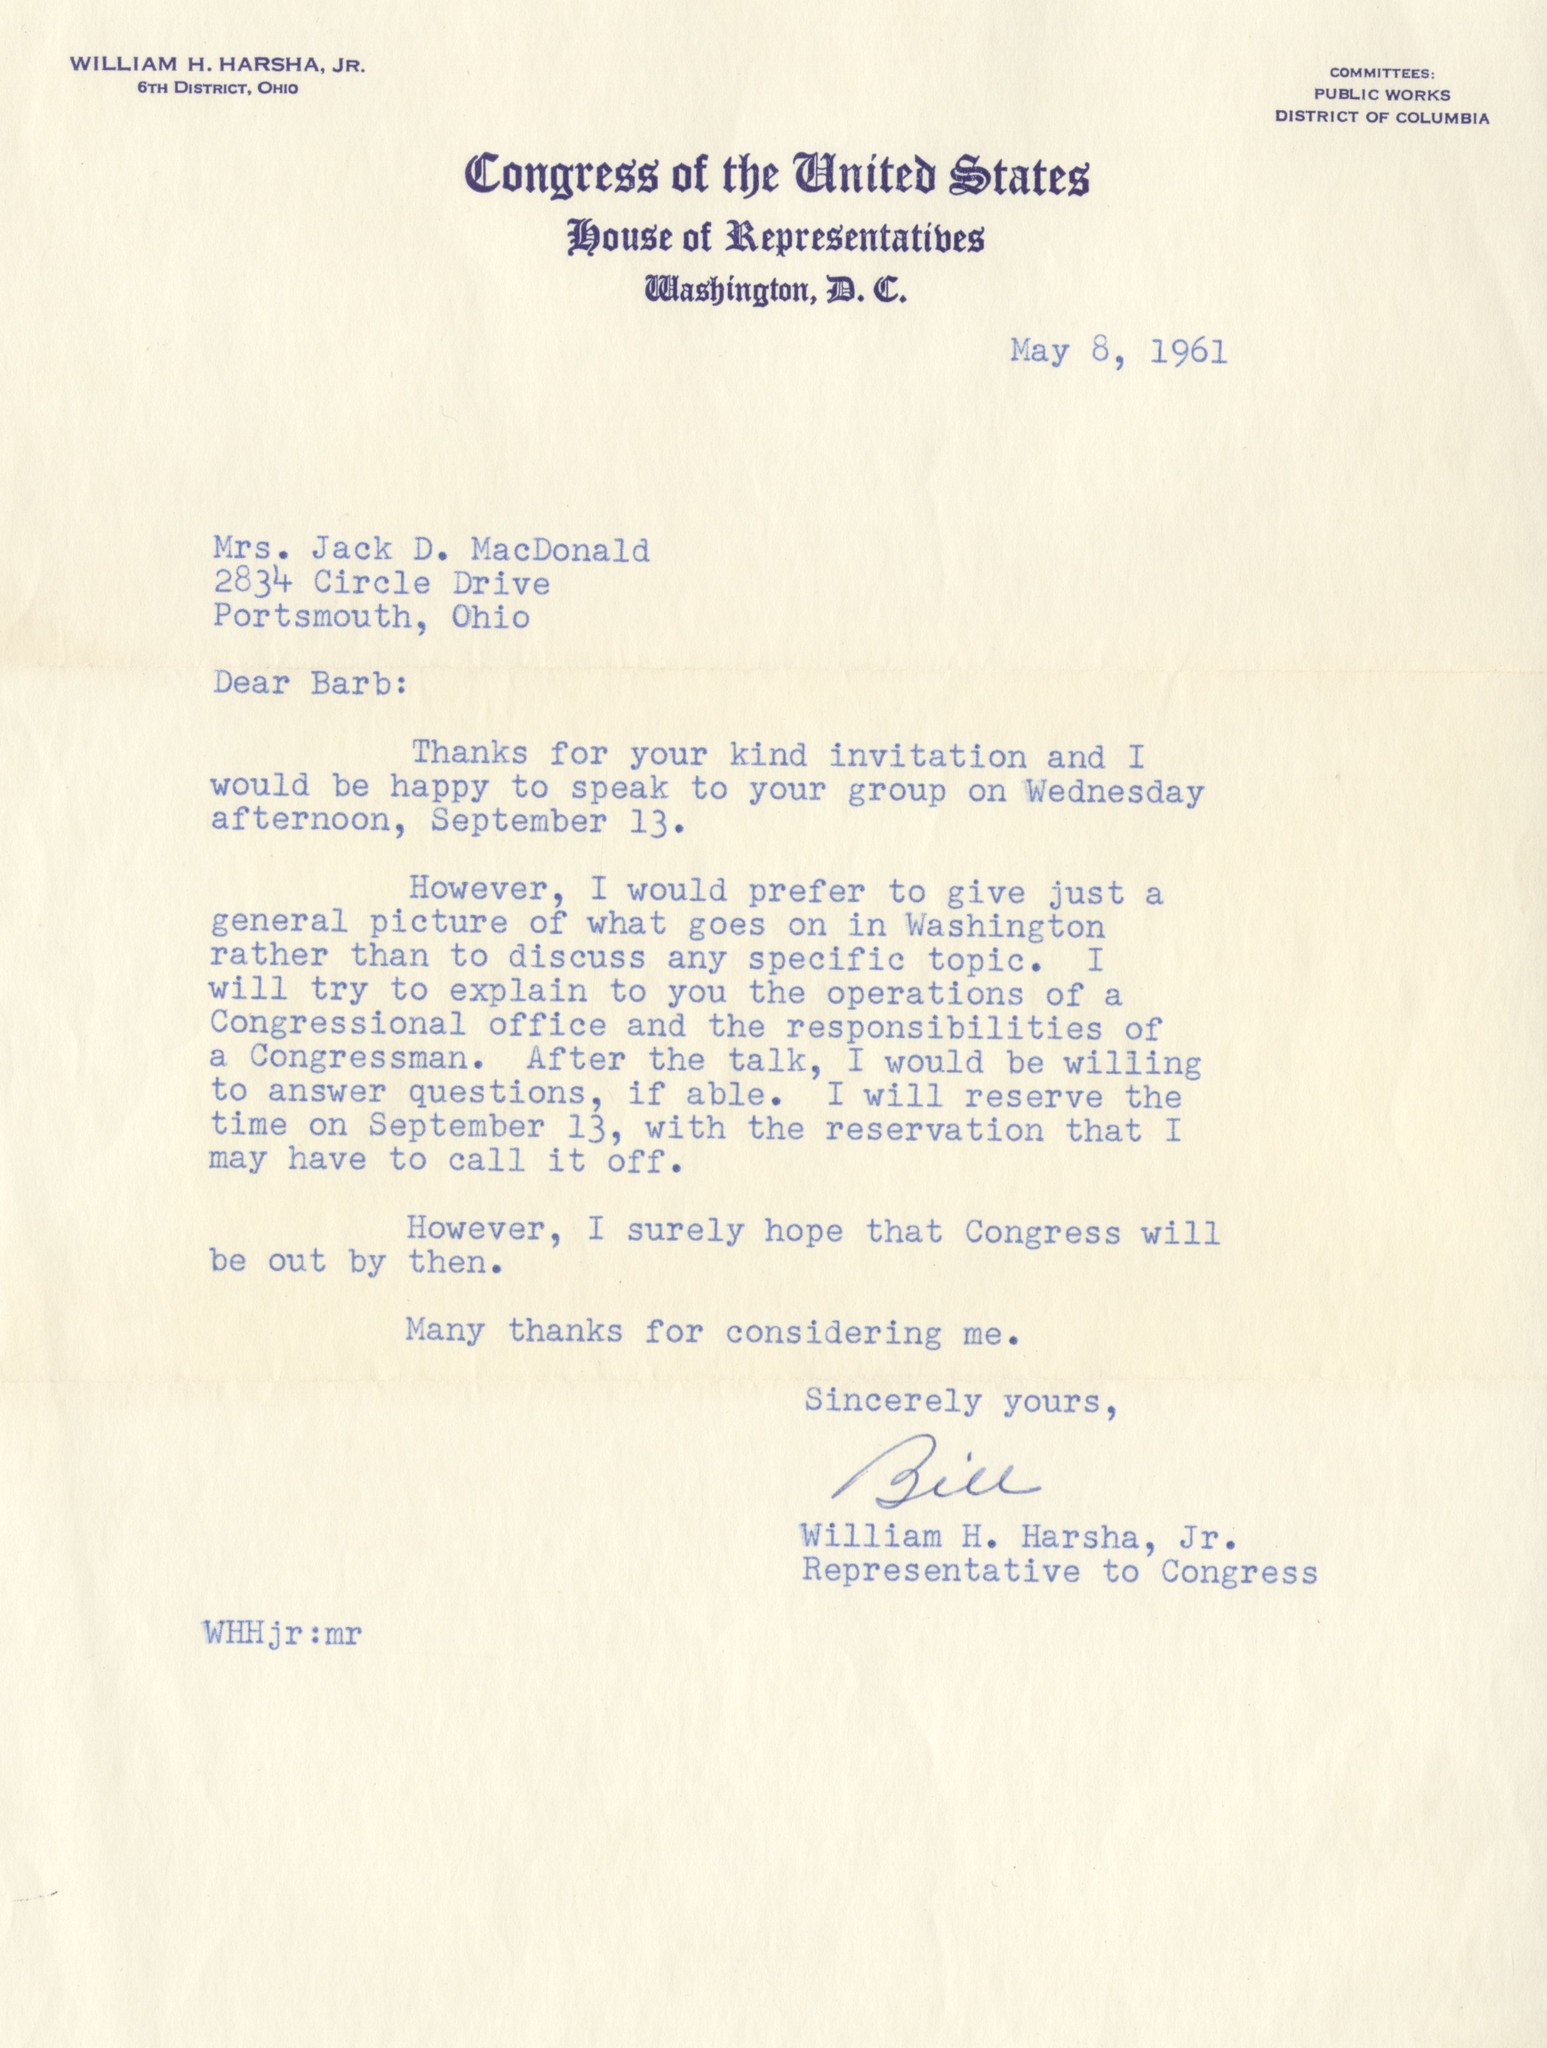 WILLIAM H. HARSHA, JR.
6TH DISTRICT, OHIO
COMMITTEES:
PUBLIC WORKS
DISTRICT OF COLUMBIA
Congress of the United States
House of Representatives
Washington, D. C.
May 8, 1961
Mrs. Jack D. MacDonald
2834 Circle Drive
Portsmouth, Ohio
Dear Barb:
Thanks for your kind invitation and I
would be happy to speak to your group on Wednesday
afternoon, September 13.
However, I would prefer to give just a
general picture of what goes on in Washington
rather than to discuss any specific topic. I
will try to explain to you the operations of a
Congressional office and the responsibilities of
a Congressman. After the talk, I would be willing
to answer questions, if able. I will reserve the
time on September 13, with the reservation that I
may have to call it off.
However, I surely hope that Congress will
be out by then.
Many thanks for considering me.
Sincerely yours,
Bill
William H. Harsha, Jr.
Representative to Congress
WHHjr:mr